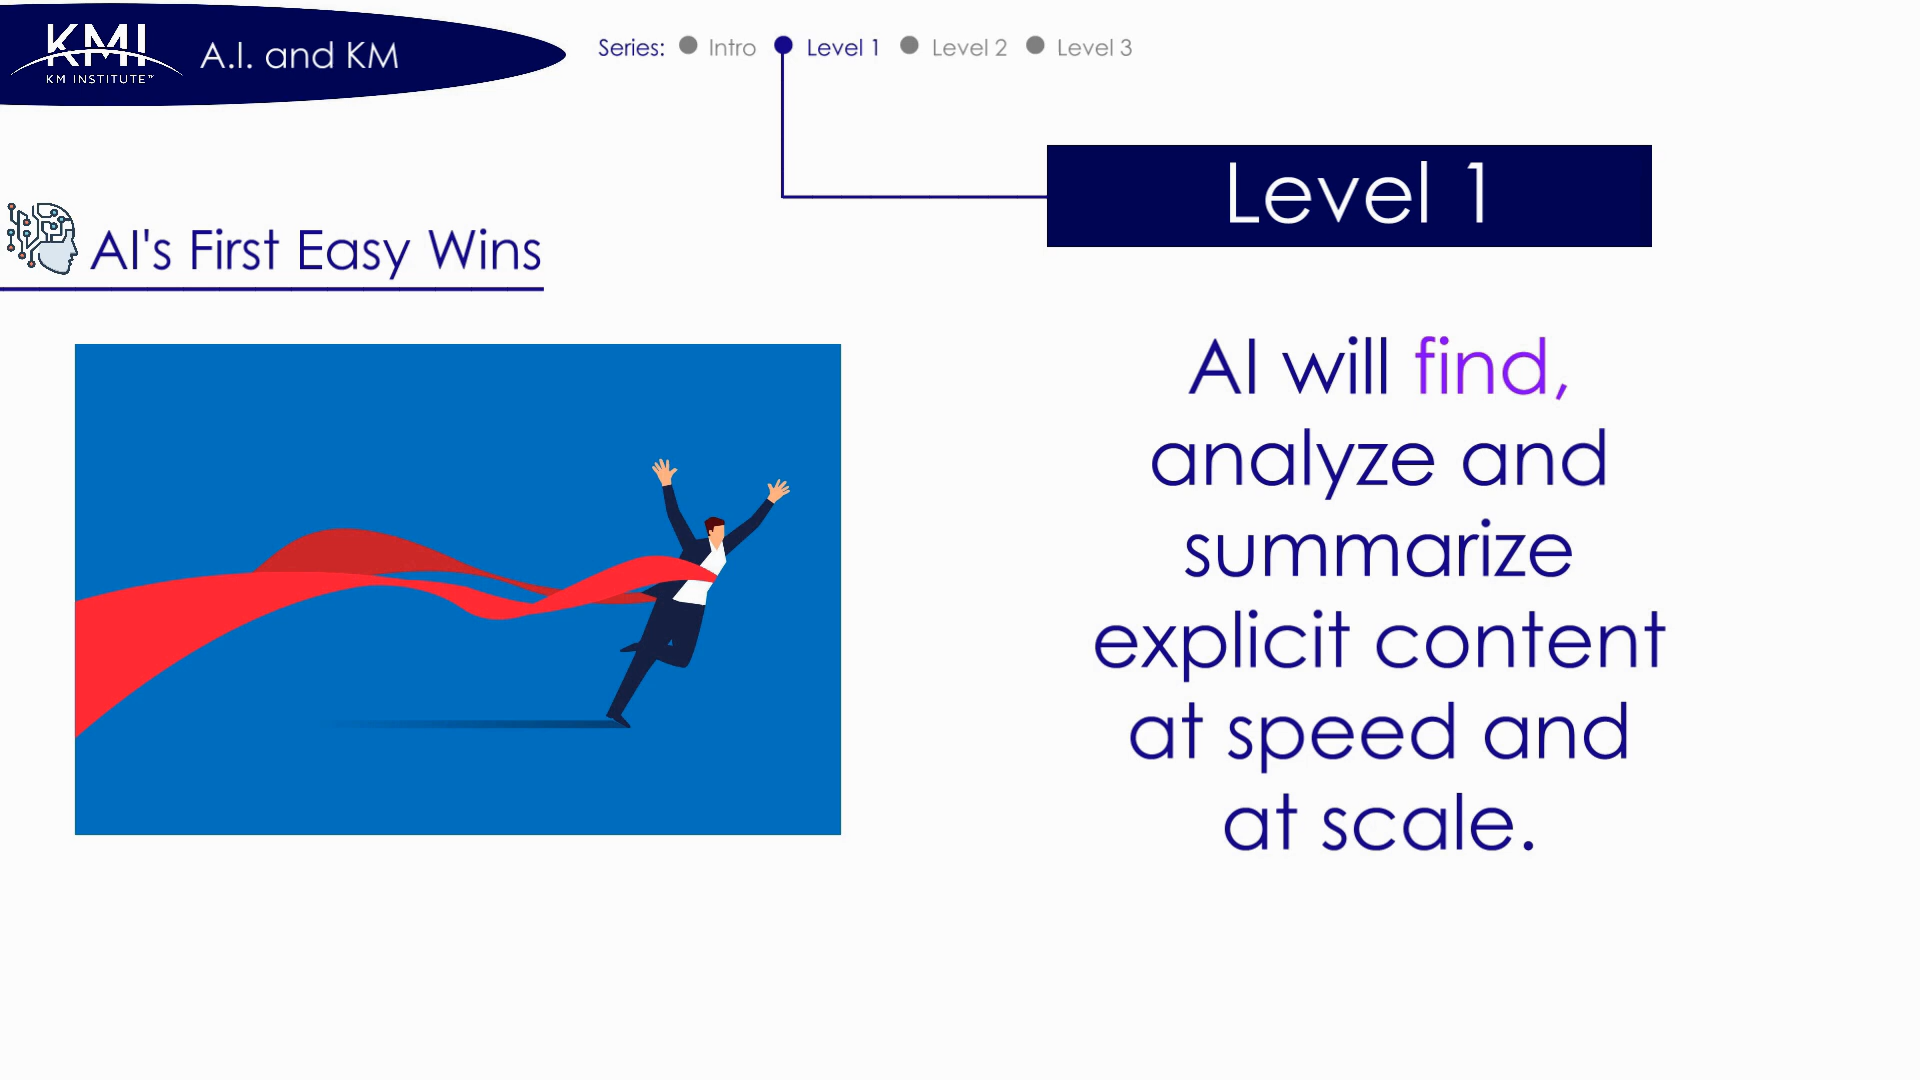 KMI
KM INSTITUTE™
A.I. and KM
Series: Intro Level 1 Level 2 Level 3
Level 1
AI's First Easy Wins
AI will find,
analyze and
summarize
explicit content
at speed and
at scale.